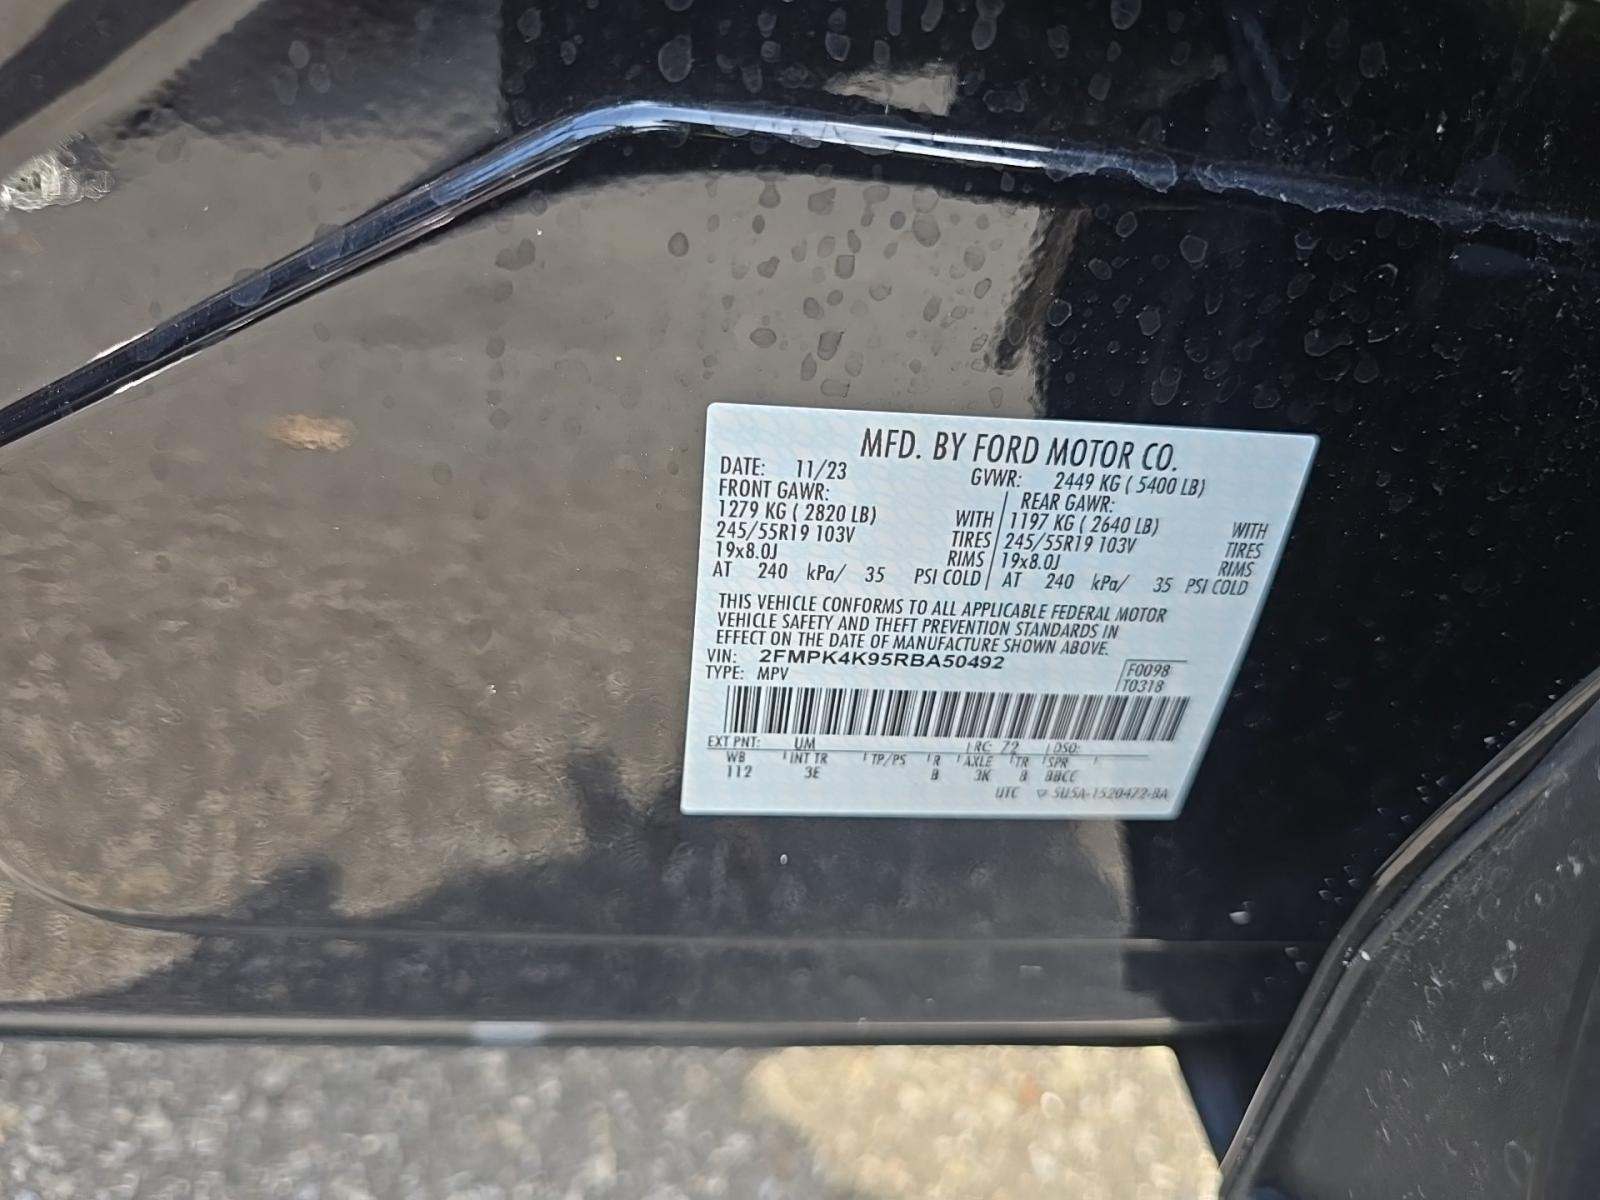 MFD. BY FORD MOTOR CO.
DATE: 11/23 GVWR: 2449 KG ( 5400 LB)
FRONT GAWR: REAR GAWR:
1279 KG ( 2820 LB) WITH 1197 KG ( 2640 LB) WITH
245/55R19 103V TIRES 245/55R19 103V TIRES
19x8.0J RIMS 19x8.0J RIMS
AT 240 kPa/ 35 PSI COLD AT 240 kPa/ 35 PSI COLD
THIS VEHICLE CONFORMS TO ALL APPLICABLE FEDERAL MOTOR
VEHICLE SAFETY AND THEFT PREVENTION STANDARDS IN
EFFECT ON THE DATE OF MANUFACTURE SHOWN ABOVE.
VIN: 2FMPK4K95RBA50492 F0098
TYPE: MPV T0318
EXT PNT: UM RC: 72 DSO:
WB INT TR TP/PS R AXLE TR SPR
112 3E B 3K 8 BBCC
UTC 5U5A-1520472-BA